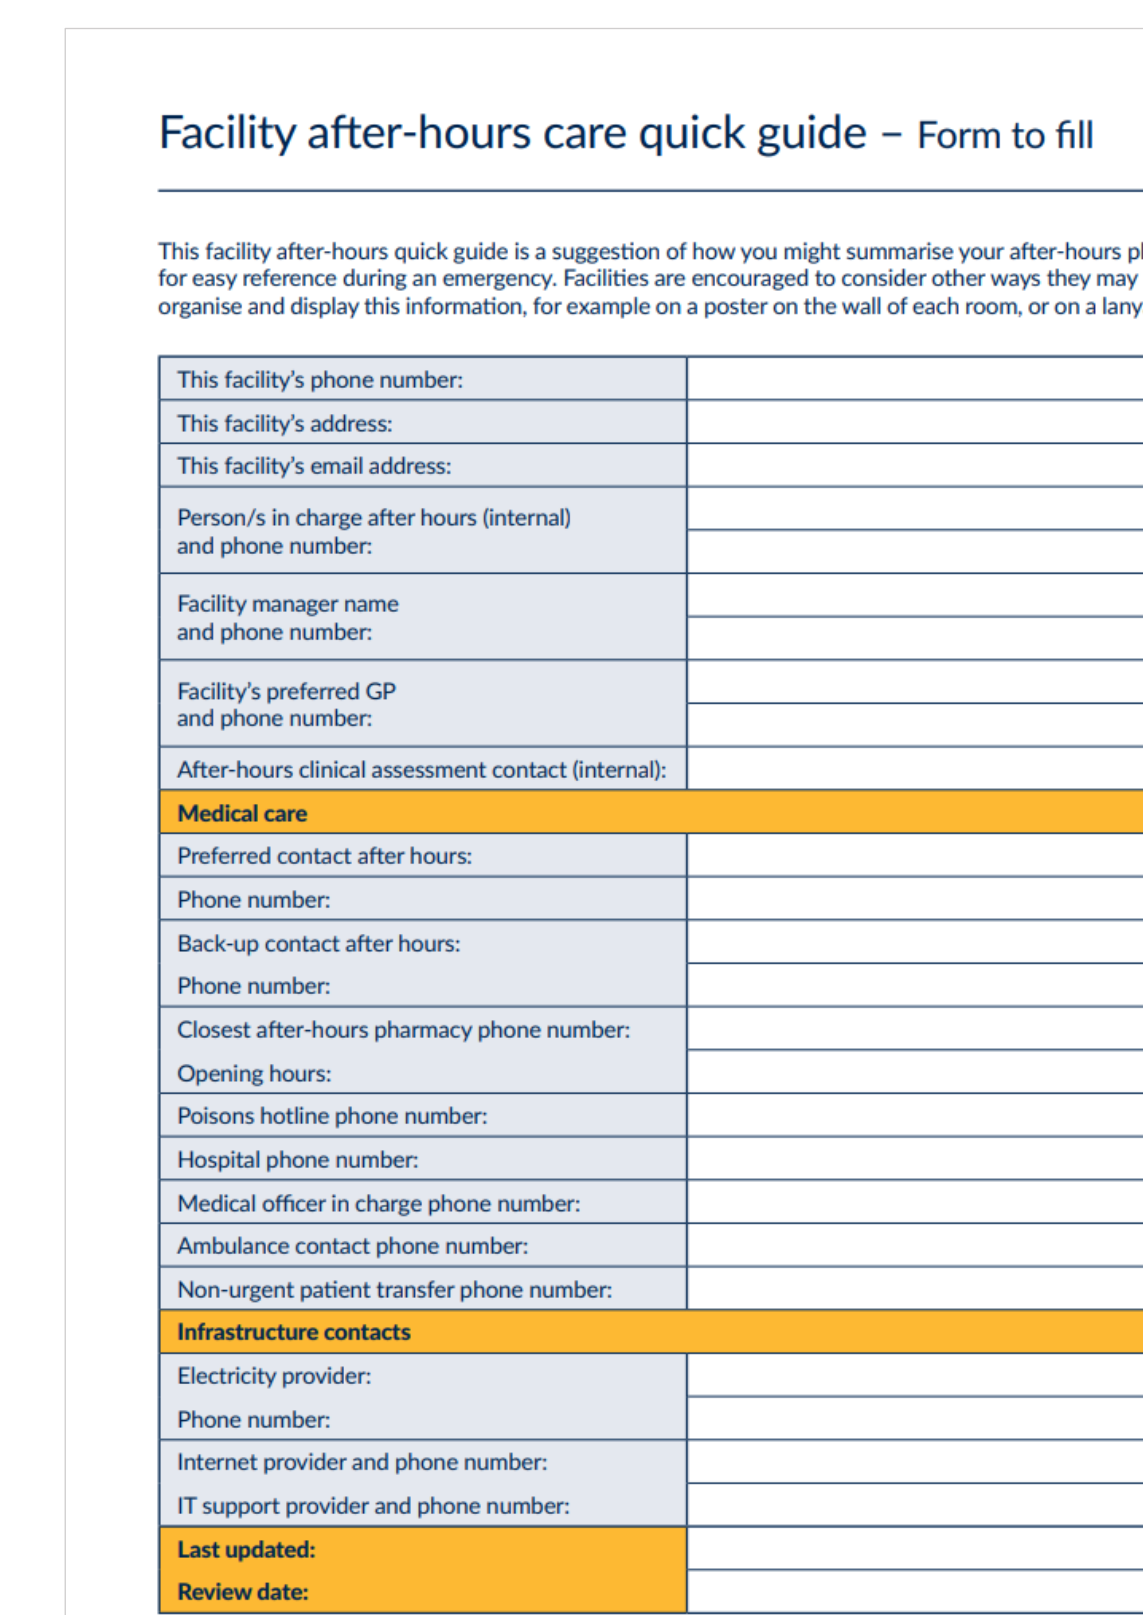 Facility after-hours care quick guide – Form to fill
This facility after-hours quick guide is a suggestion of how you might summarise your after-hours
for easy reference during an emergency. Facilities are encouraged to consider other ways they may
organise and display this information, for example on a poster on the wall of each room, or on a
This facility’s phone number:
This facility’s address:
This facility’s email address:
Person/s in charge after hours (internal)
and phone number:
Facility manager name
and phone number:
Facility’s preferred GP
and phone number:
After-hours clinical assessment contact (internal):
Medical care
Preferred contact after hours:
Phone number:
Back-up contact after hours:
Phone number:
Closest after-hours pharmacy phone number:
Opening hours:
Poisons hotline phone number:
Hospital phone number:
Medical officer in charge phone number:
Ambulance contact phone number:
Non-urgent patient transfer phone number:
Infrastructure contacts
Electricity provider:
Phone number:
Internet provider and phone number:
IT support provider and phone number:
Last updated:
Review date: